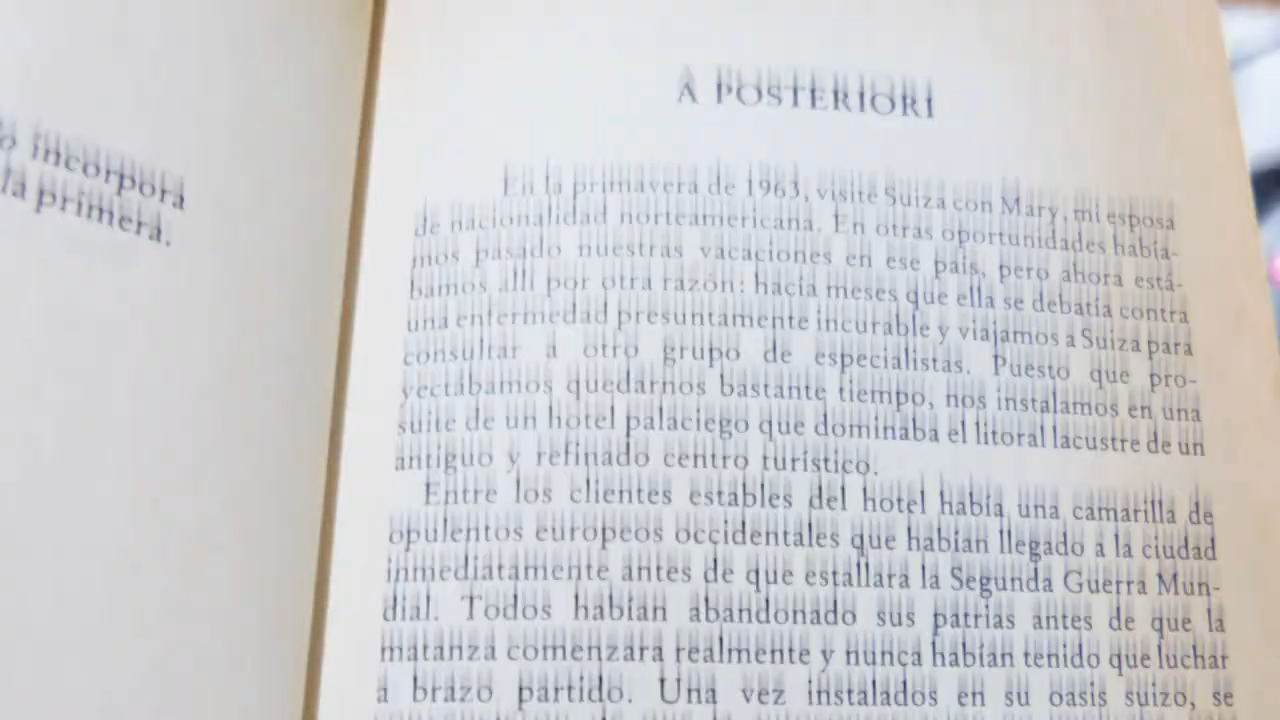 o incorpora
la primera.
A POSTERIORI
En la primavera de 1963, visité Suiza con Mary, mi esposa
de nacionalidad norteamericana. En otras oportunidades había-
mos pasado nuestras vacaciones en ese país, pero ahora está-
bamos allí por otra razón: hacía meses que ella se debatía contra
una enfermedad presuntamente incurable y viajamos a Suiza para
consultar a otro grupo de especialistas. Puesto que pro-
yectábamos quedarnos bastante tiempo, nos instalamos en una
suite de un hotel palaciego que dominaba el litoral lacustre de un
antiguo y refinado centro turístico.
Entre los clientes estables del hotel había una camarilla de
opulentos europeos occidentales que habían llegado a la ciudad
inmediatamente antes de que estallara la Segunda Guerra Mun-
dial. Todos habían abandonado sus patrias antes de que la
matanza comenzara realmente y nunca habían tenido que luchar
a brazo partido. Una vez instalados en su oasis suizo, se